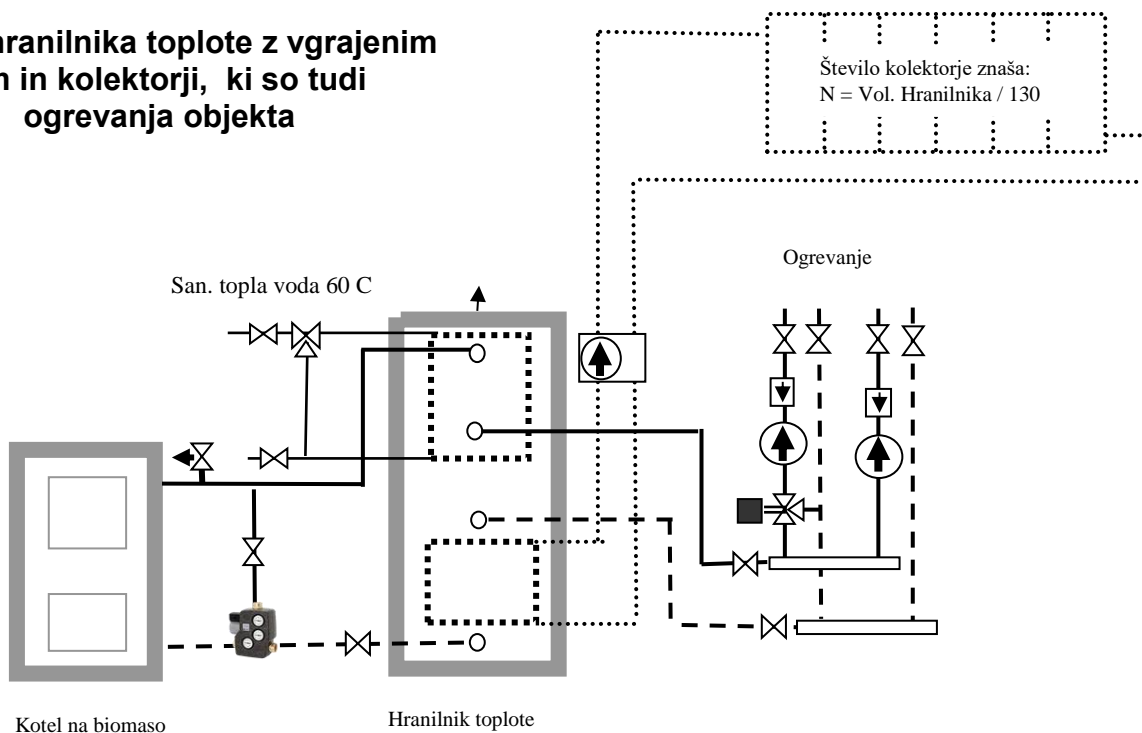 hranilnika toplote z vgrajenim
in kolektorji, ki so tudi
ogrevanja objekta
Število kolektorje znaša:
N = Vol. Hranilnika / 130
Ogrevanje
San. topla voda 60 C
Kotel na biomaso
Hranilnik toplote